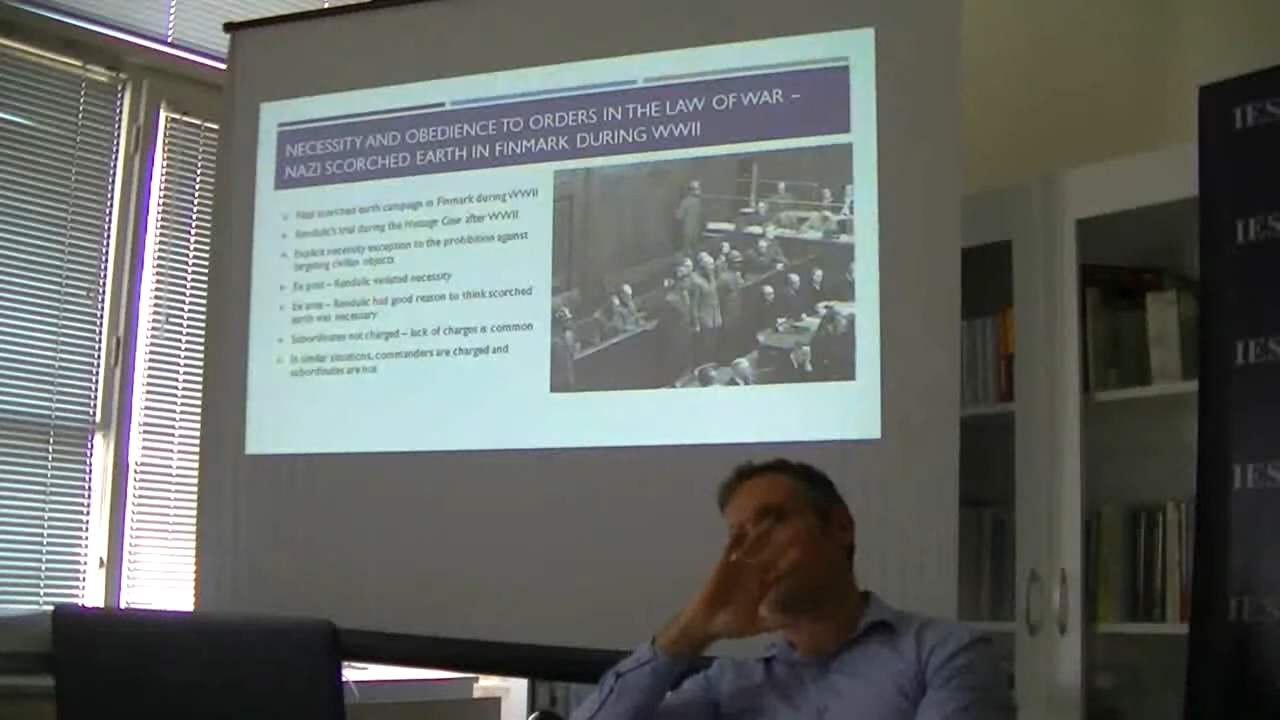 NECESSITY AND OBEDIENCE TO ORDERS IN THE LAW OF WAR –
NAZI SCORCHED EARTH IN FINMARK DURING WWII
Nazi scorched earth campaign in Finmark during WWII
Rendulic's trial during the Hostage Case after WWII
Explicit necessity exception to the prohibition against
targeting civilian objects
Ex post – Rendulic violated necessity
Ex ante – Rendulic had good reason to think scorched
earth was necessary
Subordinates not charged – lack of charges is common
In similar situations, commanders are charged and
subordinates are not
IES
IES
IES
IES
IES